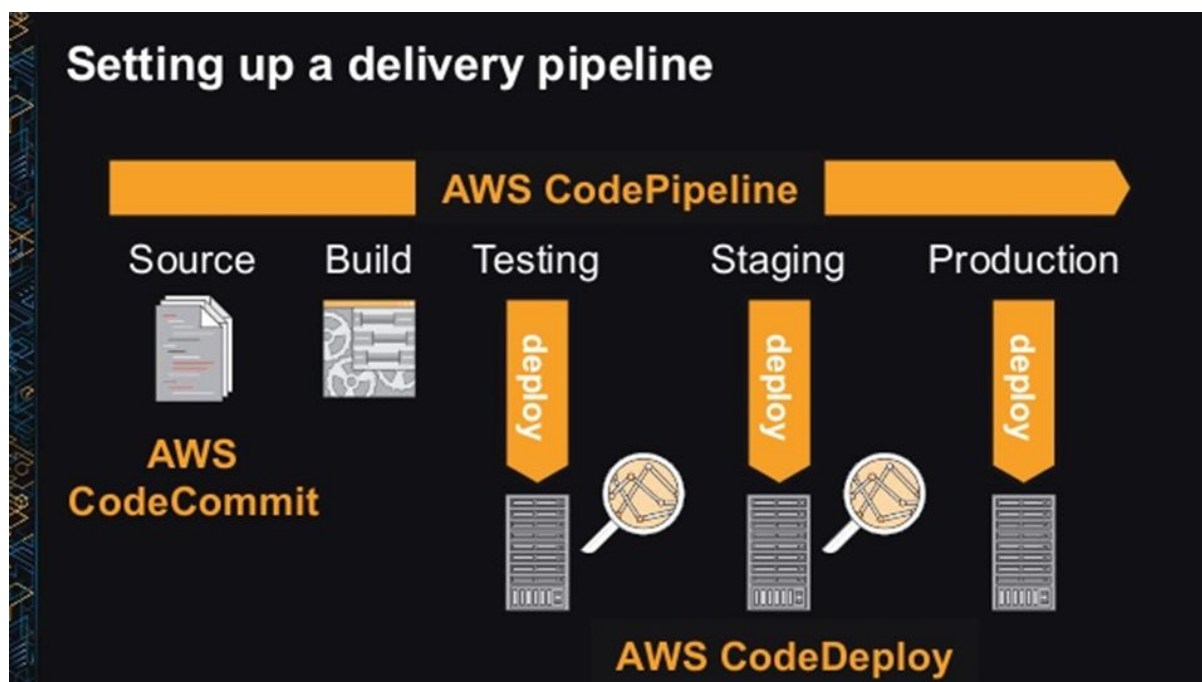 Setting up a delivery pipeline
AWS CodePipeline
Source Build Testing Staging Production
deploy deploy deploy
AWS
CodeCommit
AWS CodeDeploy